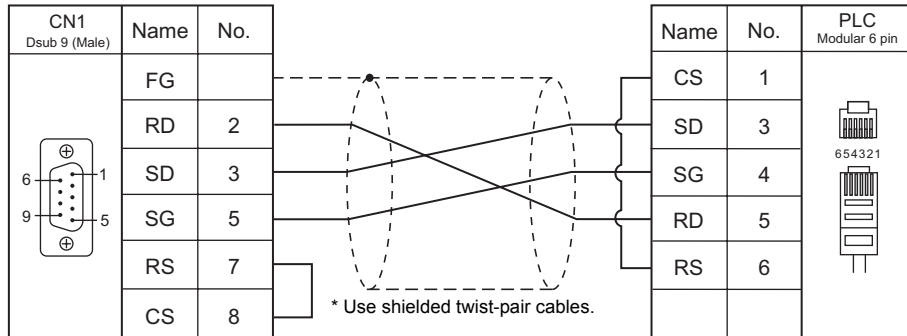 CN1
Dsub 9 (Male)
Name
No.
FG
RD
2
SD
3
SG
5
RS
7
CS
8
6
1
9
5
* Use shielded twist-pair cables.
Name
No.
PLC
Modular 6 pin
CS
1
SD
3
SG
4
RD
5
RS
6
654321